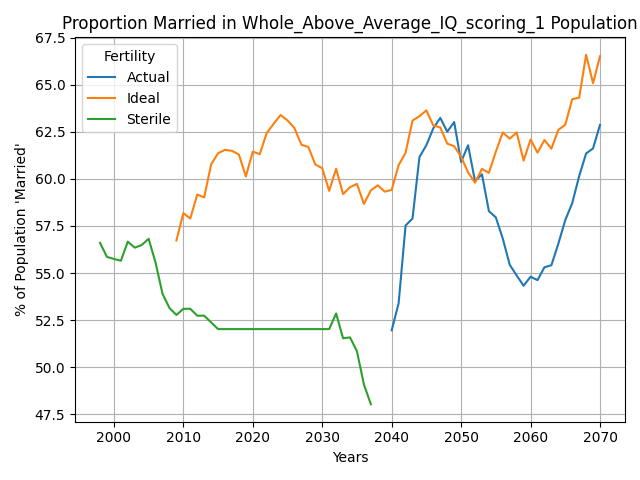 Proportion Married in Whole_Above_Average_IQ_scoring_1 Population
% of Population 'Married'
67.5
65.0
62.5
60.0
57.5
55.0
52.5
50.0
47.5
Fertility
Actual
Ideal
Sterile
2000 2010 2020 2030 2040 2050 2060 2070
Years